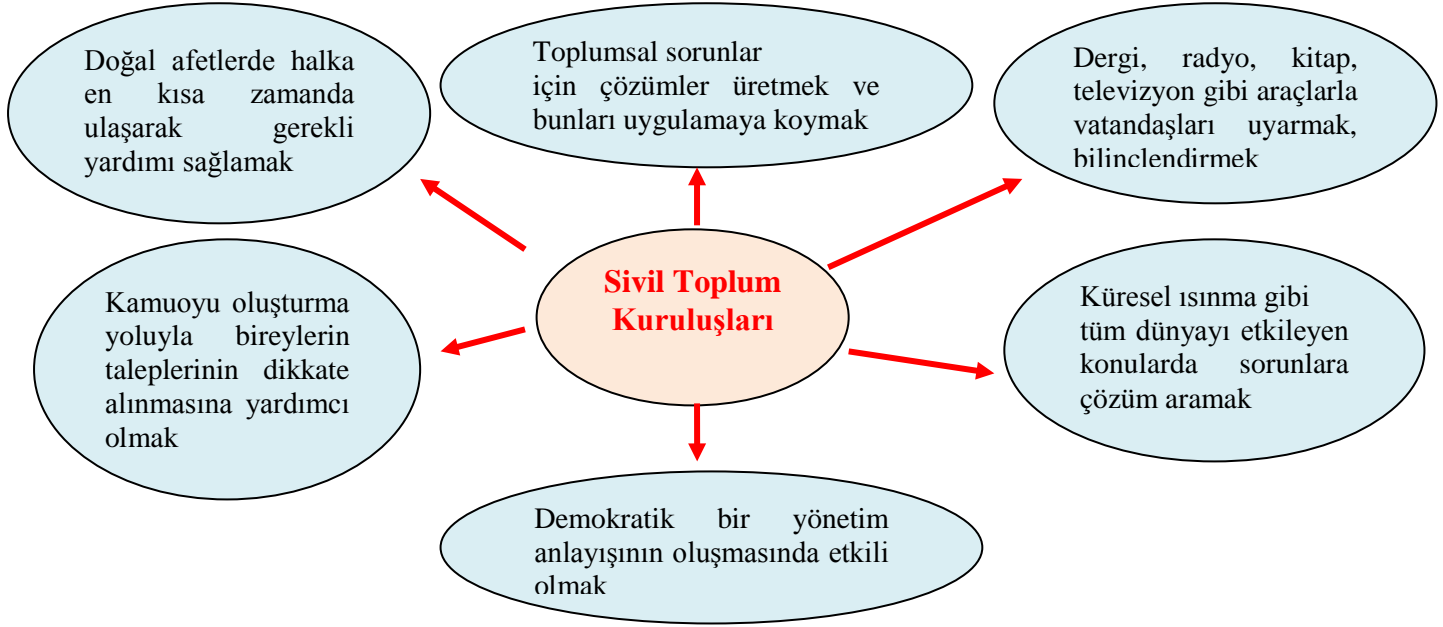 Doğal afetlerde halka
en kısa zamanda
ulaşarak gerekli
yardımı sağlamak
Toplumsal sorunlar
için çözümler üretmek ve
bunları uygulamaya koymak
Dergi, radyo, kitap,
televizyon gibi araçlarla
vatandaşları uyarmak,
bilinçlendirmek
Sivil Toplum
Kuruluşları
Kamuoyu oluşturma
yoluyla bireylerin
taleplerinin dikkate
alınmasına yardımcı
olmak
Küresel ısınma gibi
tüm dünyayı etkileyen
konularda sorunlara
çözüm aramak
Demokratik bir yönetim
anlayışının oluşmasında etkili
olmak